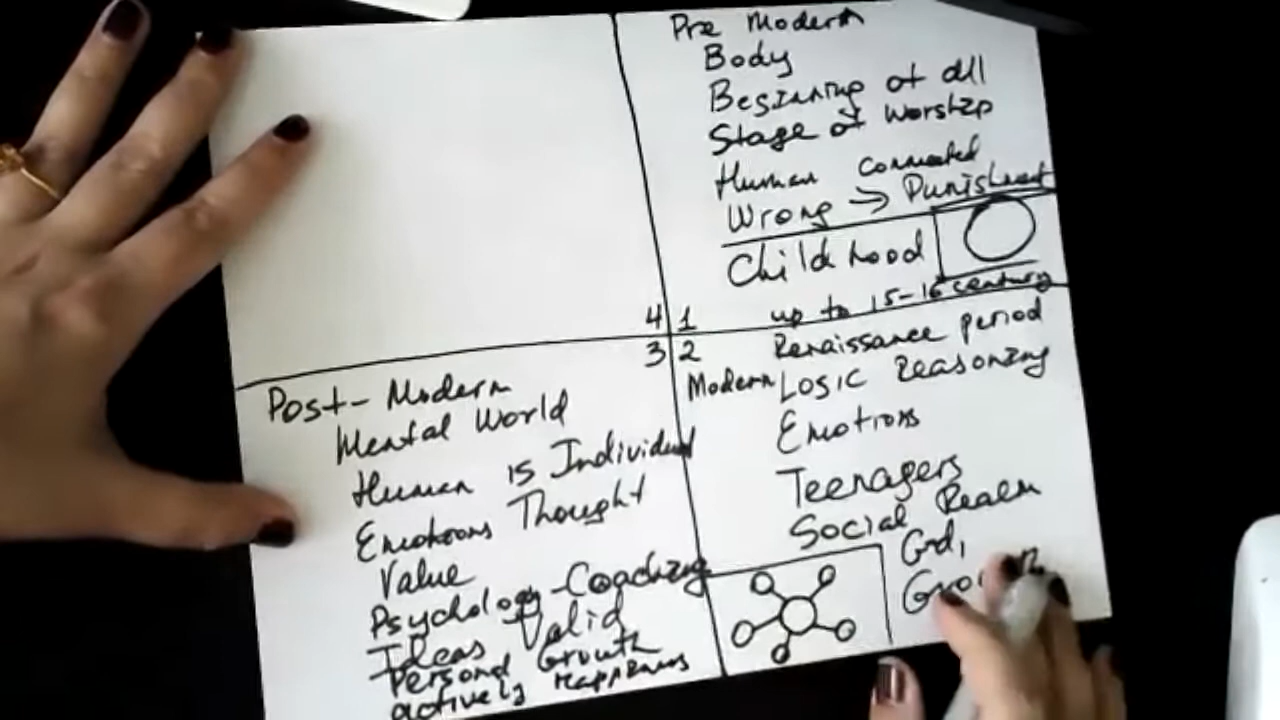 Pre Modern
Body
Beginning of all
Stage of worship
Human connected
Wrong → Punishment
Childhood
up to 15-16 century
4 1
3 2
Renaissance period
Modern Logic Reasoning
Emotions
Teenagers
Social Realm
Post-Modern
Mental World
Human is Individual
Emotions Thought
Value
Psychology-Coaching
Ideas Valid
Personal Growth
actively happens